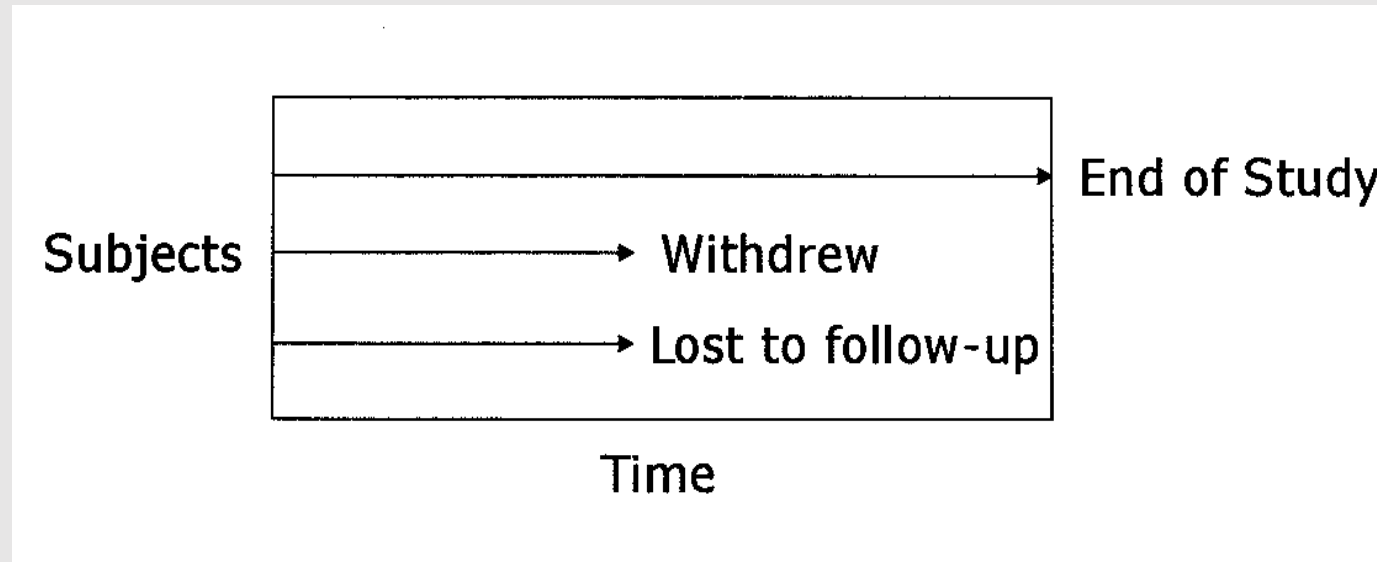 End of Study
Subjects
Withdrew
Lost to follow-up
Time